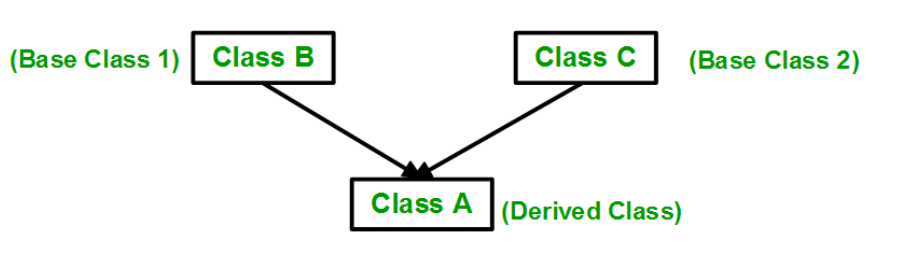 (Base Class 1) Class B Class C (Base Class 2)
Class A (Derived Class)